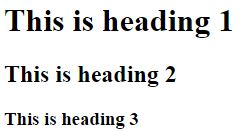 This is heading 1
This is heading 2
This is heading 3